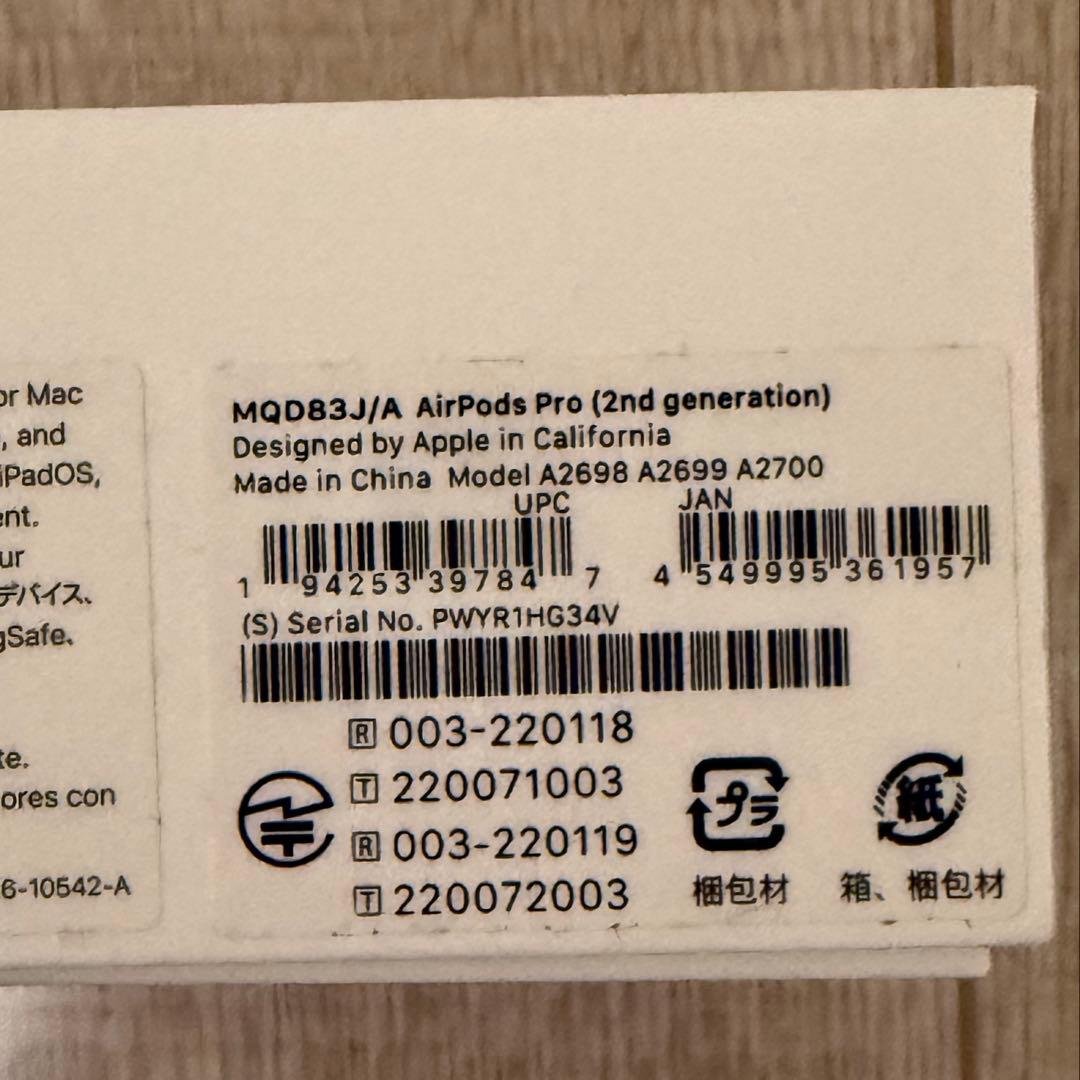 or Mac
, and
iPadOS,
ent.
ur
デバイス、
gSafe.
te.
ores con
6-10542-A
MQD83J/A AirPods Pro (2nd generation)
Designed by Apple in California
Made in China Model A2698 A2699 A2700
UPC JAN
1 94253 39784 7 4 549995 361957
(S) Serial No. PWYR1HG34V
R 003-220118
T 220071003
R 003-220119
T 220072003
プラ 紙
梱包材 箱、梱包材